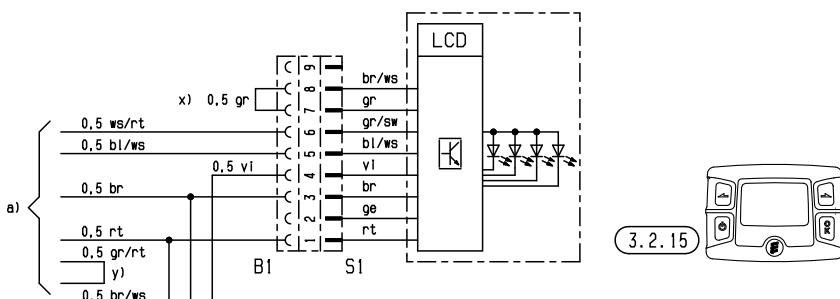 LCD
9
br/ws
8
x) 0,5 gr
gr
7
0,5 ws/rt
gr/sw
6
0,5 bl/ws
bl/ws
5
0,5 vi
vi
4
0,5 br
br
3
a)
ge
2
0,5 rt
rt
1
3.2.15
OK
0,5 gr/rt
B1
S1
y)
0,5 br/ws